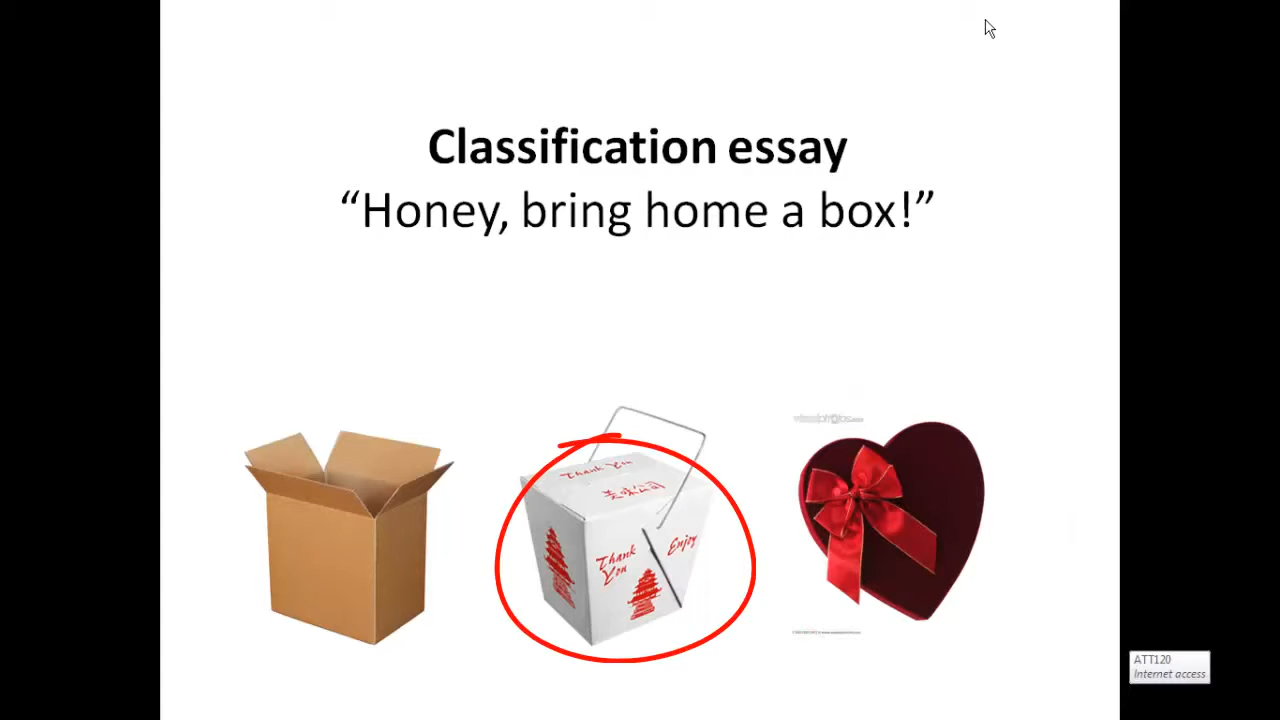 Classification essay
“Honey, bring home a box!”
Thank You
Thank
You
Enjoy
ATT120
Internet access